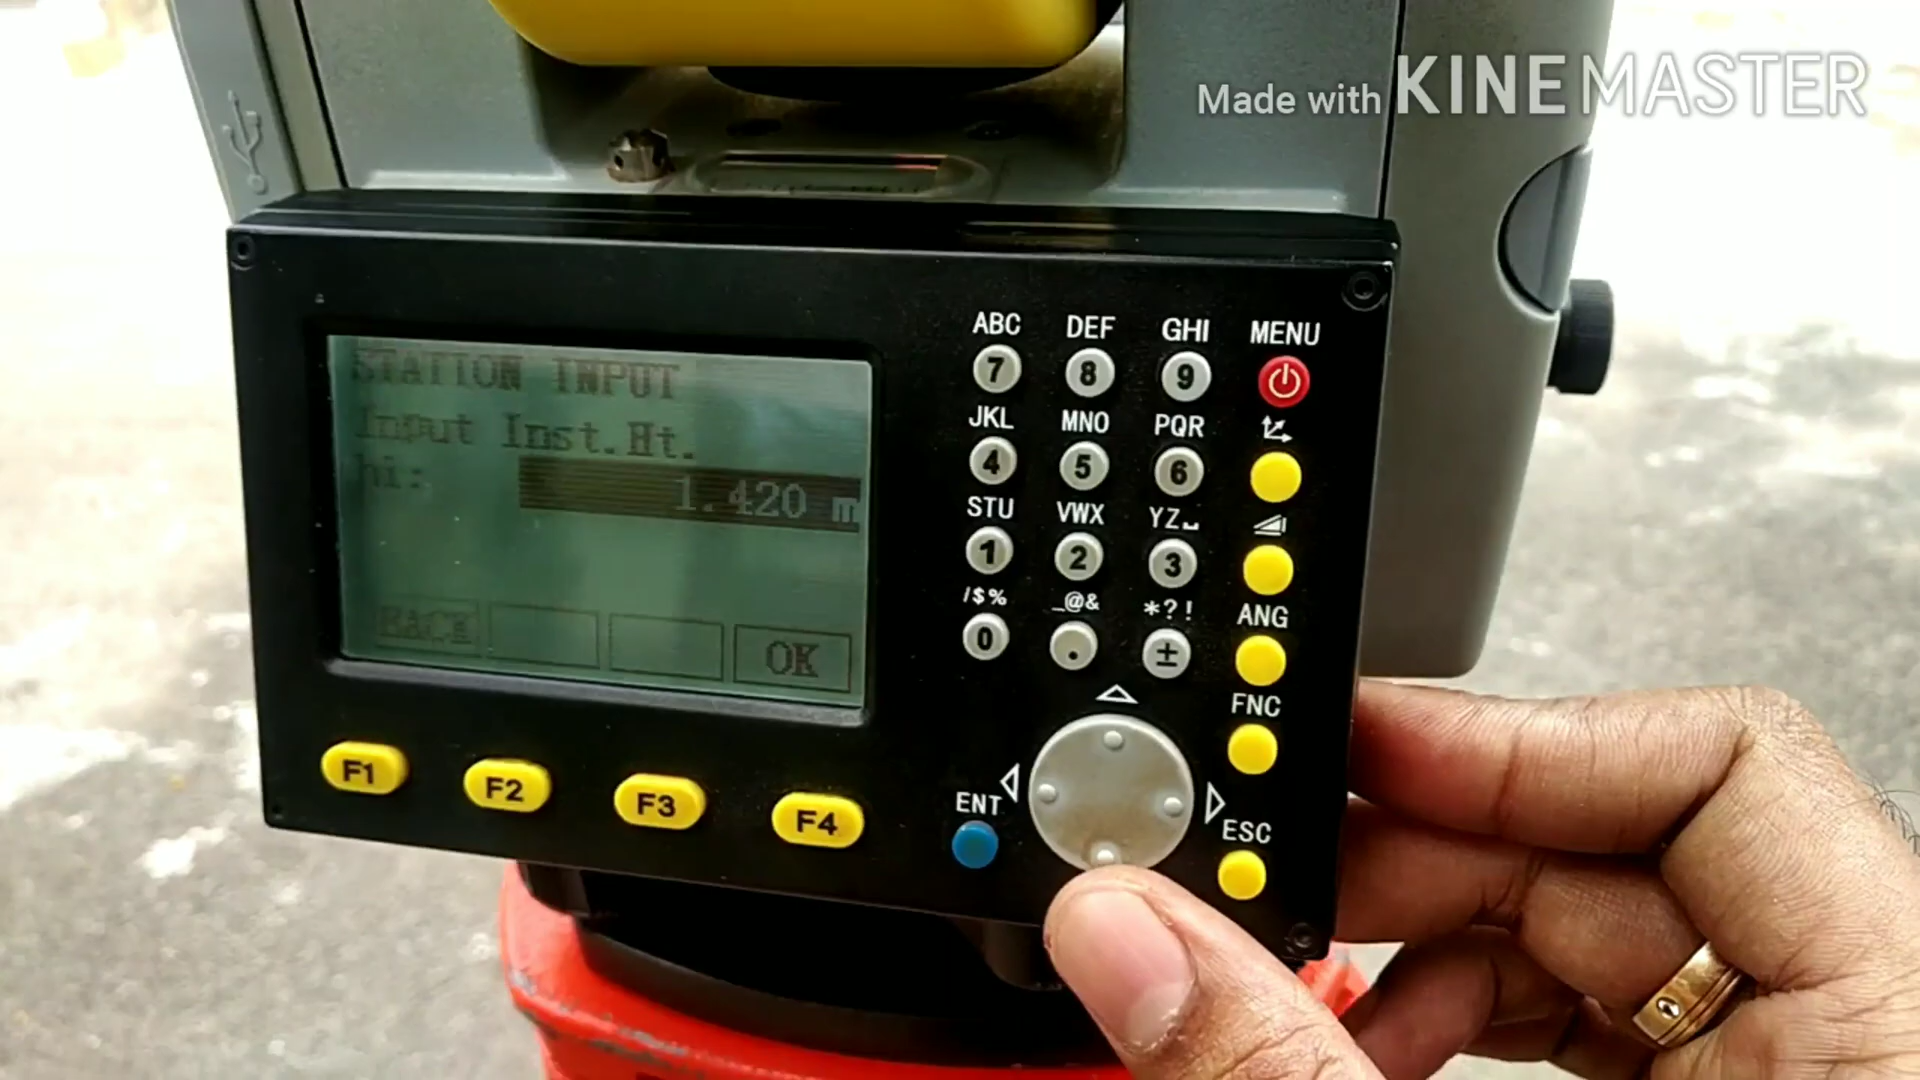 Made with KINEMASTER
STATION INPUT
Input Inst.Ht.
hi: 1.420 m
BACK OK
F1 F2 F3 F4
ABC DEF GHI MENU
7 8 9
JKL MNO PQR
4 5 6
STU VWX YZ␣
1 2 3
/$% _@& *?! ANG
0 . ±
FNC
ENT ESC